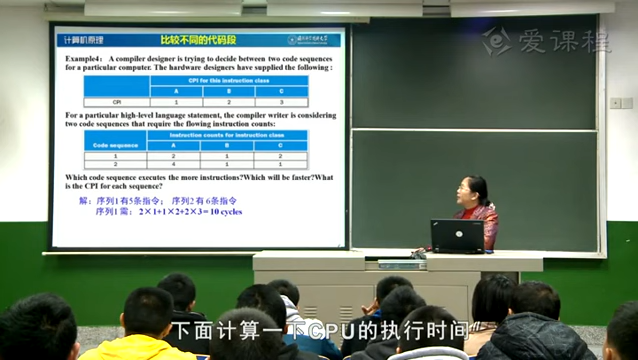 计算机原理
比较不同的代码段
爱课程
Example4： A compiler designer is trying to decide between two code sequences
for a particular computer. The hardware designers have supplied the following :
CPI for this instruction class
A B C
CPI 1 2 3
For a particular high-level language statement, the compiler writer is considering
two code sequences that require the flowing instruction counts:
Code sequence Instruction counts for instruction class
A B C
1 2 1 2
2 4 1 1
Which code sequence executes the more instructions?Which will be faster?What
is the CPI for each sequence?
解：序列1有5条指令； 序列2有6条指令
序列1需： 2×1+1×2+2×3=10 cycles
下面计算一下CPU的执行时间